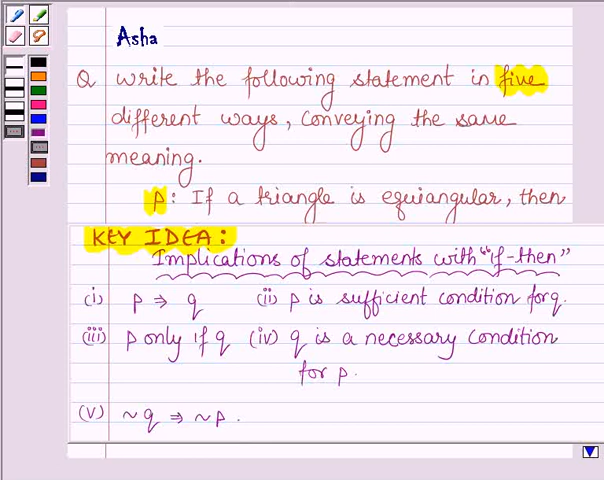 Asha
Q Write the following statement in five
different ways, conveying the same
meaning.
p: If a triangle is equiangular, then
KEY IDEA:
Implications of statements with "if-then"
(i) p ⇒ q (ii) p is sufficient condition for q.
(iii) p only if q (iv) q is a necessary condition
for p.
(v) ~q ⇒ ~p.